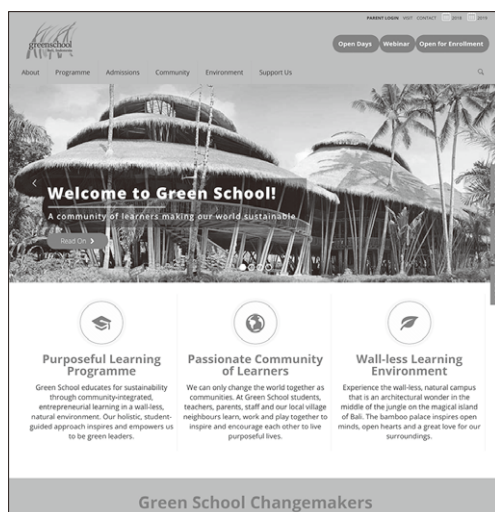 PARENT LOGIN VISIT CONTACT 2018 2019
greenschool
Bali, Indonesia
Open Days Webinar Open for Enrollment
About Programme Admissions Community Environment Support Us
Welcome to Green School!
A community of learners making our world sustainable
Read On
Purposeful Learning
Programme
Green School educates for sustainability
through community-integrated,
entrepreneurial learning in a wall-less,
natural environment. Our holistic, student-
guided approach inspires and empowers us
to be green leaders.
Passionate Community
of Learners
We can only change the world together as
communities. At Green School students,
teachers, parents, staff and our local village
neighbours learn, work and play together to
inspire and encourage each other to live
purposeful lives.
Wall-less Learning
Environment
Experience the wall-less, natural campus
that is an architectural wonder in the
middle of the jungle on the magical island
of Bali. The bamboo palace inspires open
minds, open hearts and a great love for our
surroundings.
Green School Changemakers